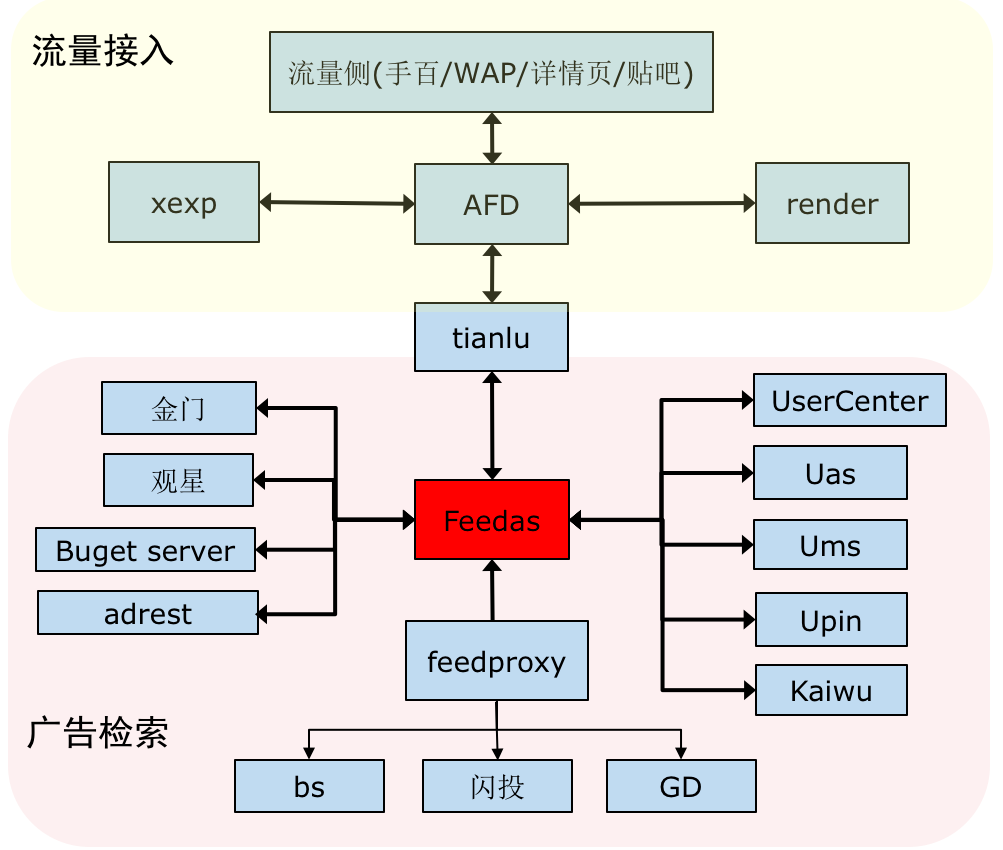 流量接入
流量侧(手百/WAP/详情页/贴吧)
xexp
AFD
render
tianlu
金门
观星
Buget server
adrest
Feedas
UserCenter
Uas
Ums
Upin
Kaiwu
feedproxy
广告检索
bs
闪投
GD